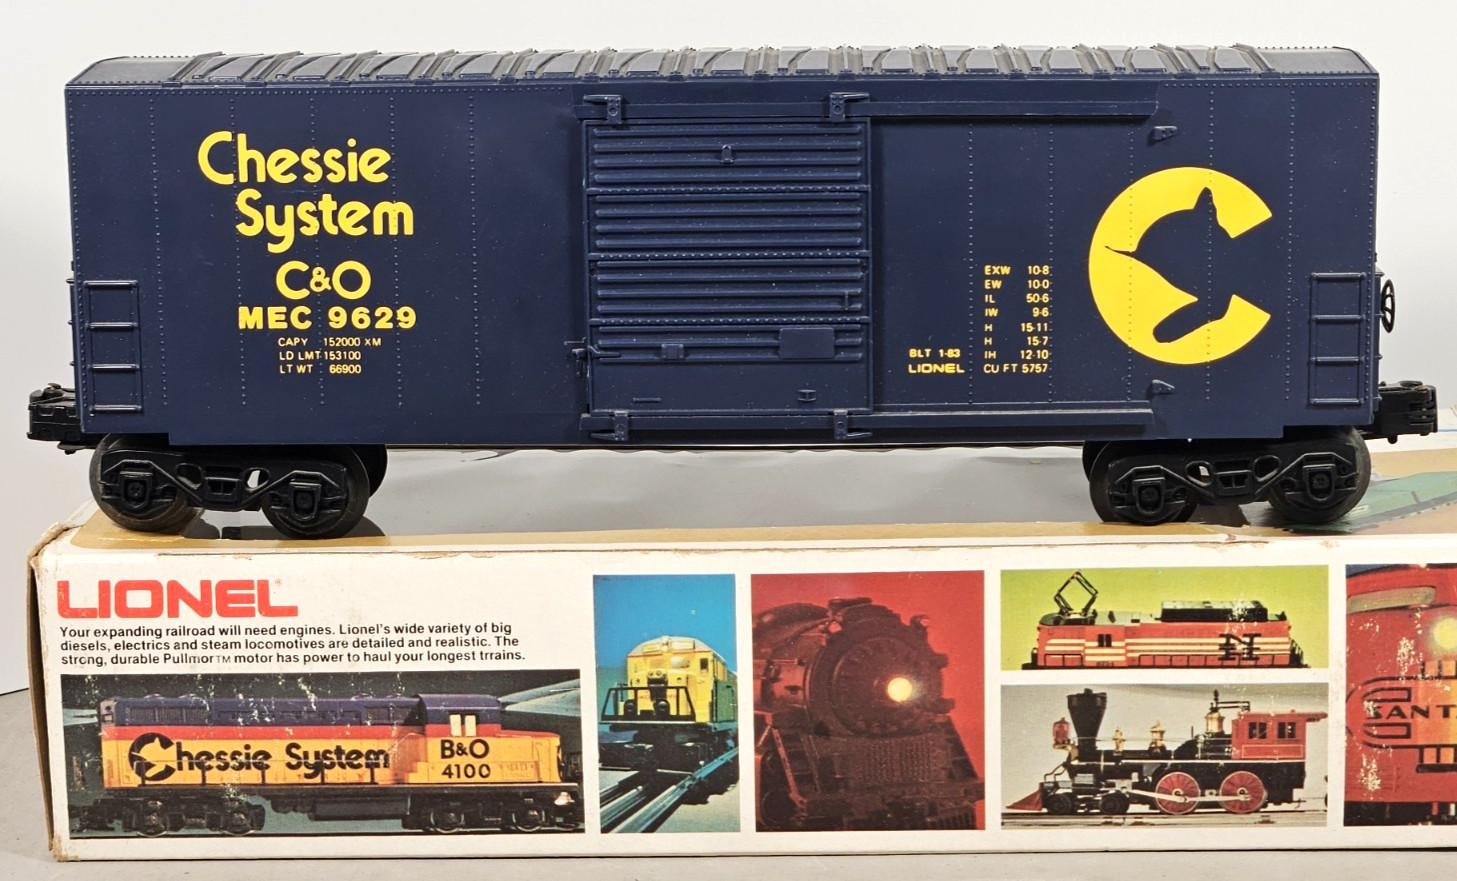 Chessie
System
C&O
MEC 9629
CAPY 152000 XM
LD LMT 153100
LT WT 66900
EXW 10-8
EW 10-0
IL 50-6
IW 9-6
H 15-11
H 15-7
IH 12-10
CU FT 5757
BLT 1-83
LIONEL
LIONEL
Your expanding railroad will need engines. Lionel's wide variety of big
diesels, electrics and steam locomotives are detailed and realistic. The
strong, durable Pullmor™ motor has power to haul your longest trrains.
Chessie System
B&O
4100
N
H
SANT